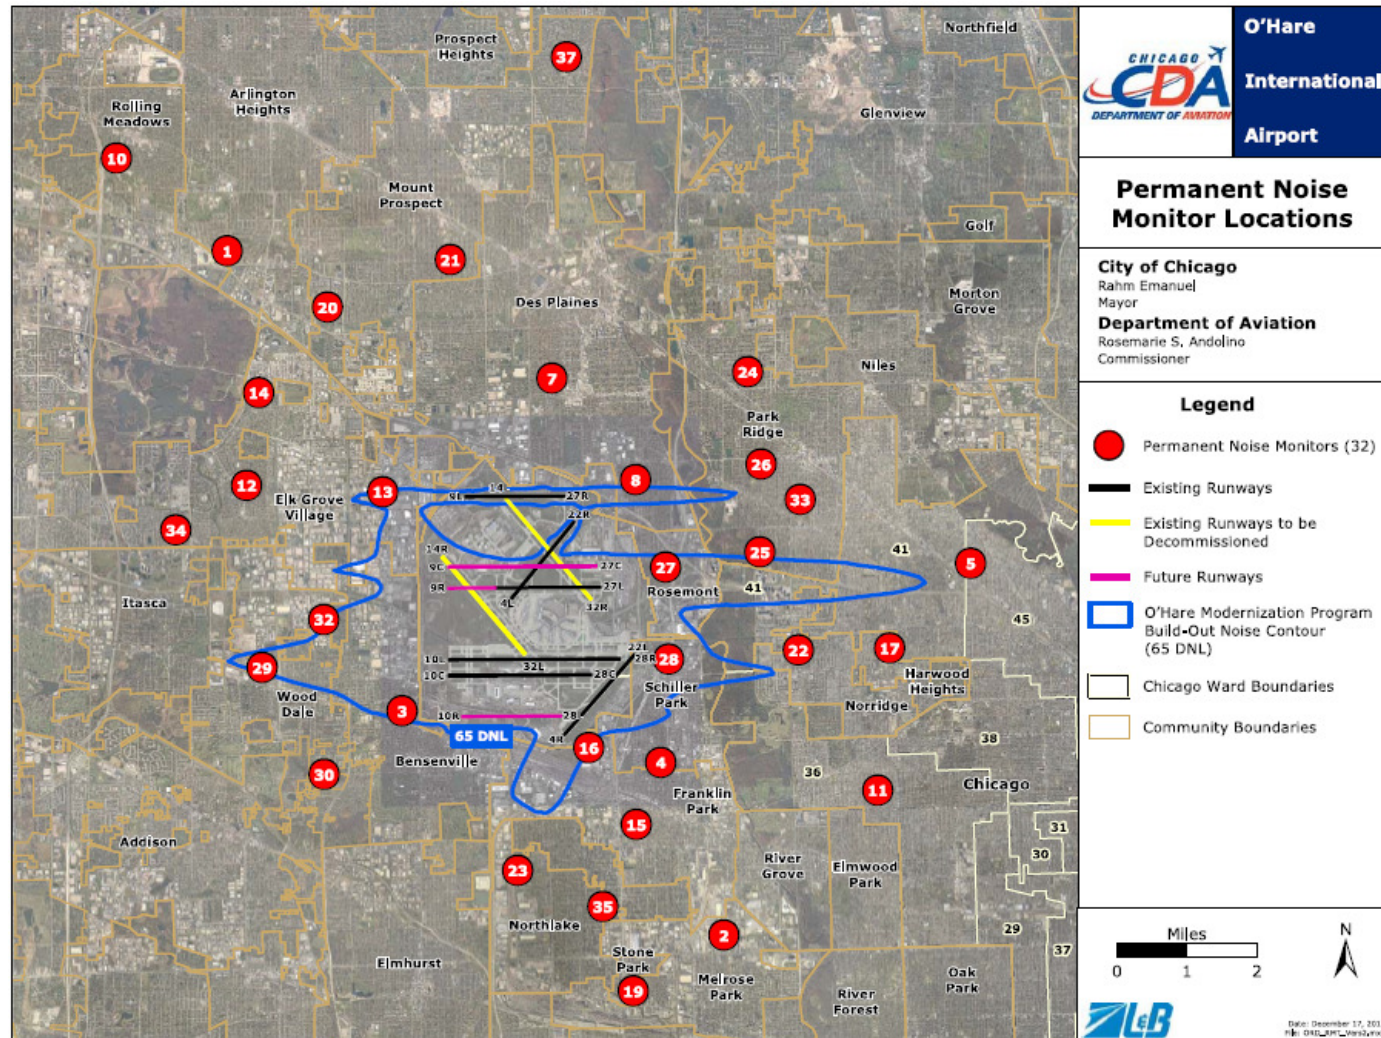 Northfield
Prospect
Heights
37
Rolling
Meadows
Arlington
Heights
Glenview
10
Mount
Prospect
Golf
1
21
20
Des Plaines
Morton
Grove
7
24
Niles
14
Park
Ridge
26
12
Elk Grove
Village
13
8
33
9L
14
27R
22R
34
41
14R
9C
27C
27
25
5
Rosemont
9R
27L
41
Itasca
4L
32R
45
32
22L
28R
10L
32L
28
22
17
29
10C
28C
Schiller
Park
Harwood
Heights
Wood
Dale
3
10R
28L
Norridge
65 DNL
4R
16
38
Bensenville
4
30
36
11
Chicago
Franklin
Park
15
Addison
31
23
River
Grove
Elmwood
Park
30
35
Northlake
2
29
37
Stone
Park
Elmhurst
Melrose
Park
19
Oak
Park
River
Forest
CHICAGO
CDA
DEPARTMENT OF AVIATION
O'Hare
International
Airport
Permanent Noise
Monitor Locations
City of Chicago
Rahm Emanuel
Mayor
Department of Aviation
Rosemarie S. Andolino
Commissioner
Legend
Permanent Noise Monitors (32)
Existing Runways
Existing Runways to be
Decommissioned
Future Runways
O'Hare Modernization Program
Build-Out Noise Contour
(65 DNL)
Chicago Ward Boundaries
Community Boundaries
Miles
0 1 2
N
L&B
Date: December 17, 201